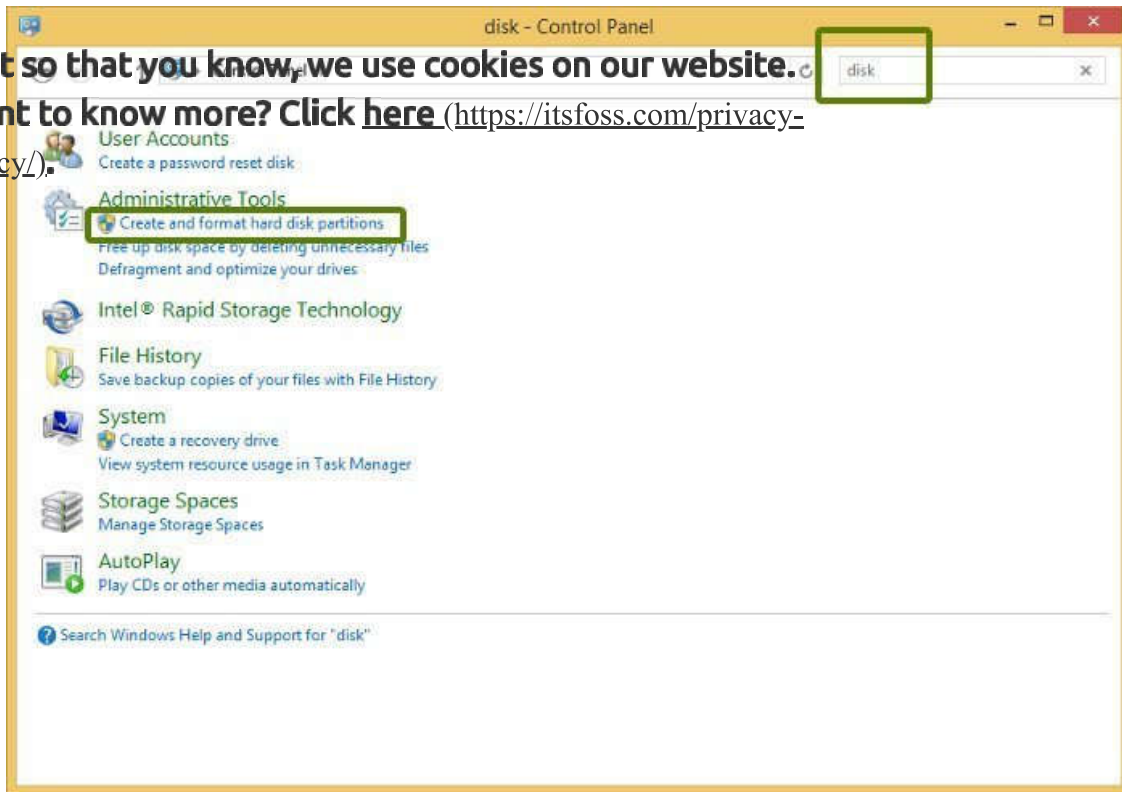 disk - Control Panel
t so that you know, we use cookies on our website.
disk
nt to know more? Click here (https://itsfoss.com/privacy-
cy/).
User Accounts
Create a password reset disk
Administrative Tools
Create and format hard disk partitions
Free up disk space by deleting unnecessary files
Defragment and optimize your drives
Intel® Rapid Storage Technology
File History
Save backup copies of your files with File History
System
Create a recovery drive
View system resource usage in Task Manager
Storage Spaces
Manage Storage Spaces
AutoPlay
Play CDs or other media automatically
Search Windows Help and Support for "disk"